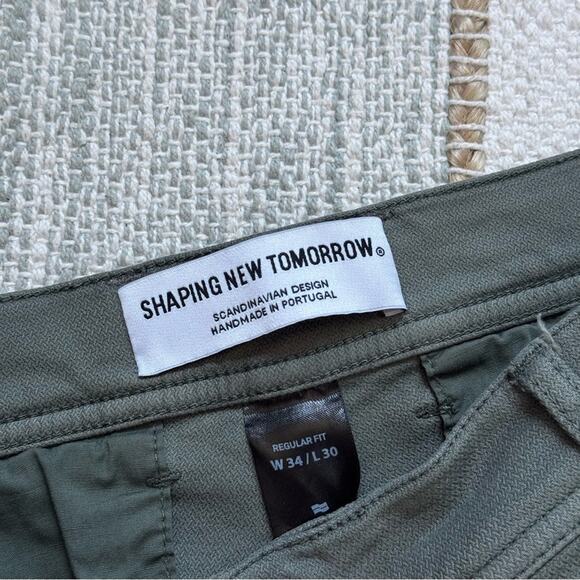 SHAPING NEW TOMORROW®
SCANDINAVIAN DESIGN
HANDMADE IN PORTUGAL
REGULAR FIT
W 34 / L 30